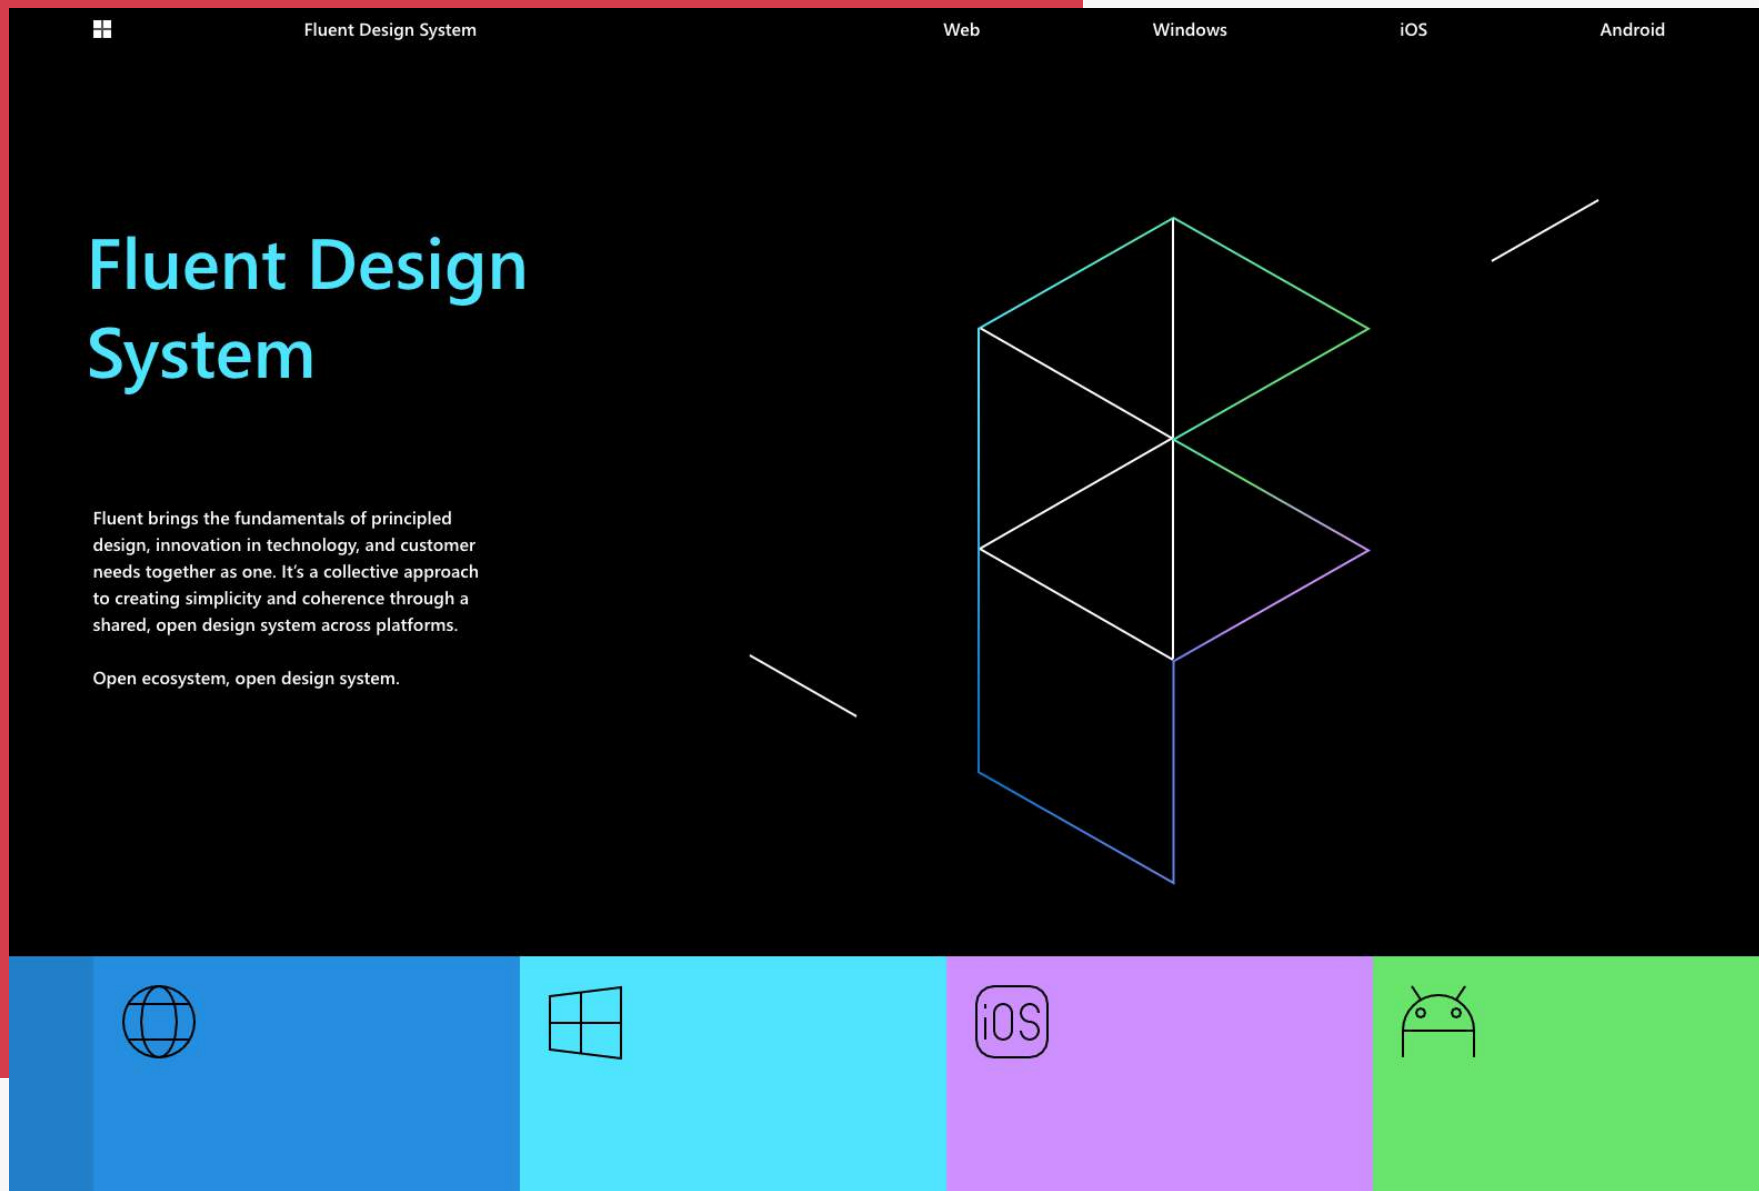 Fluent Design System
Web
Windows
iOS
Android
Fluent Design
System
Fluent brings the fundamentals of principled
design, innovation in technology, and customer
needs together as one. It’s a collective approach
to creating simplicity and coherence through a
shared, open design system across platforms.
Open ecosystem, open design system.
iOS